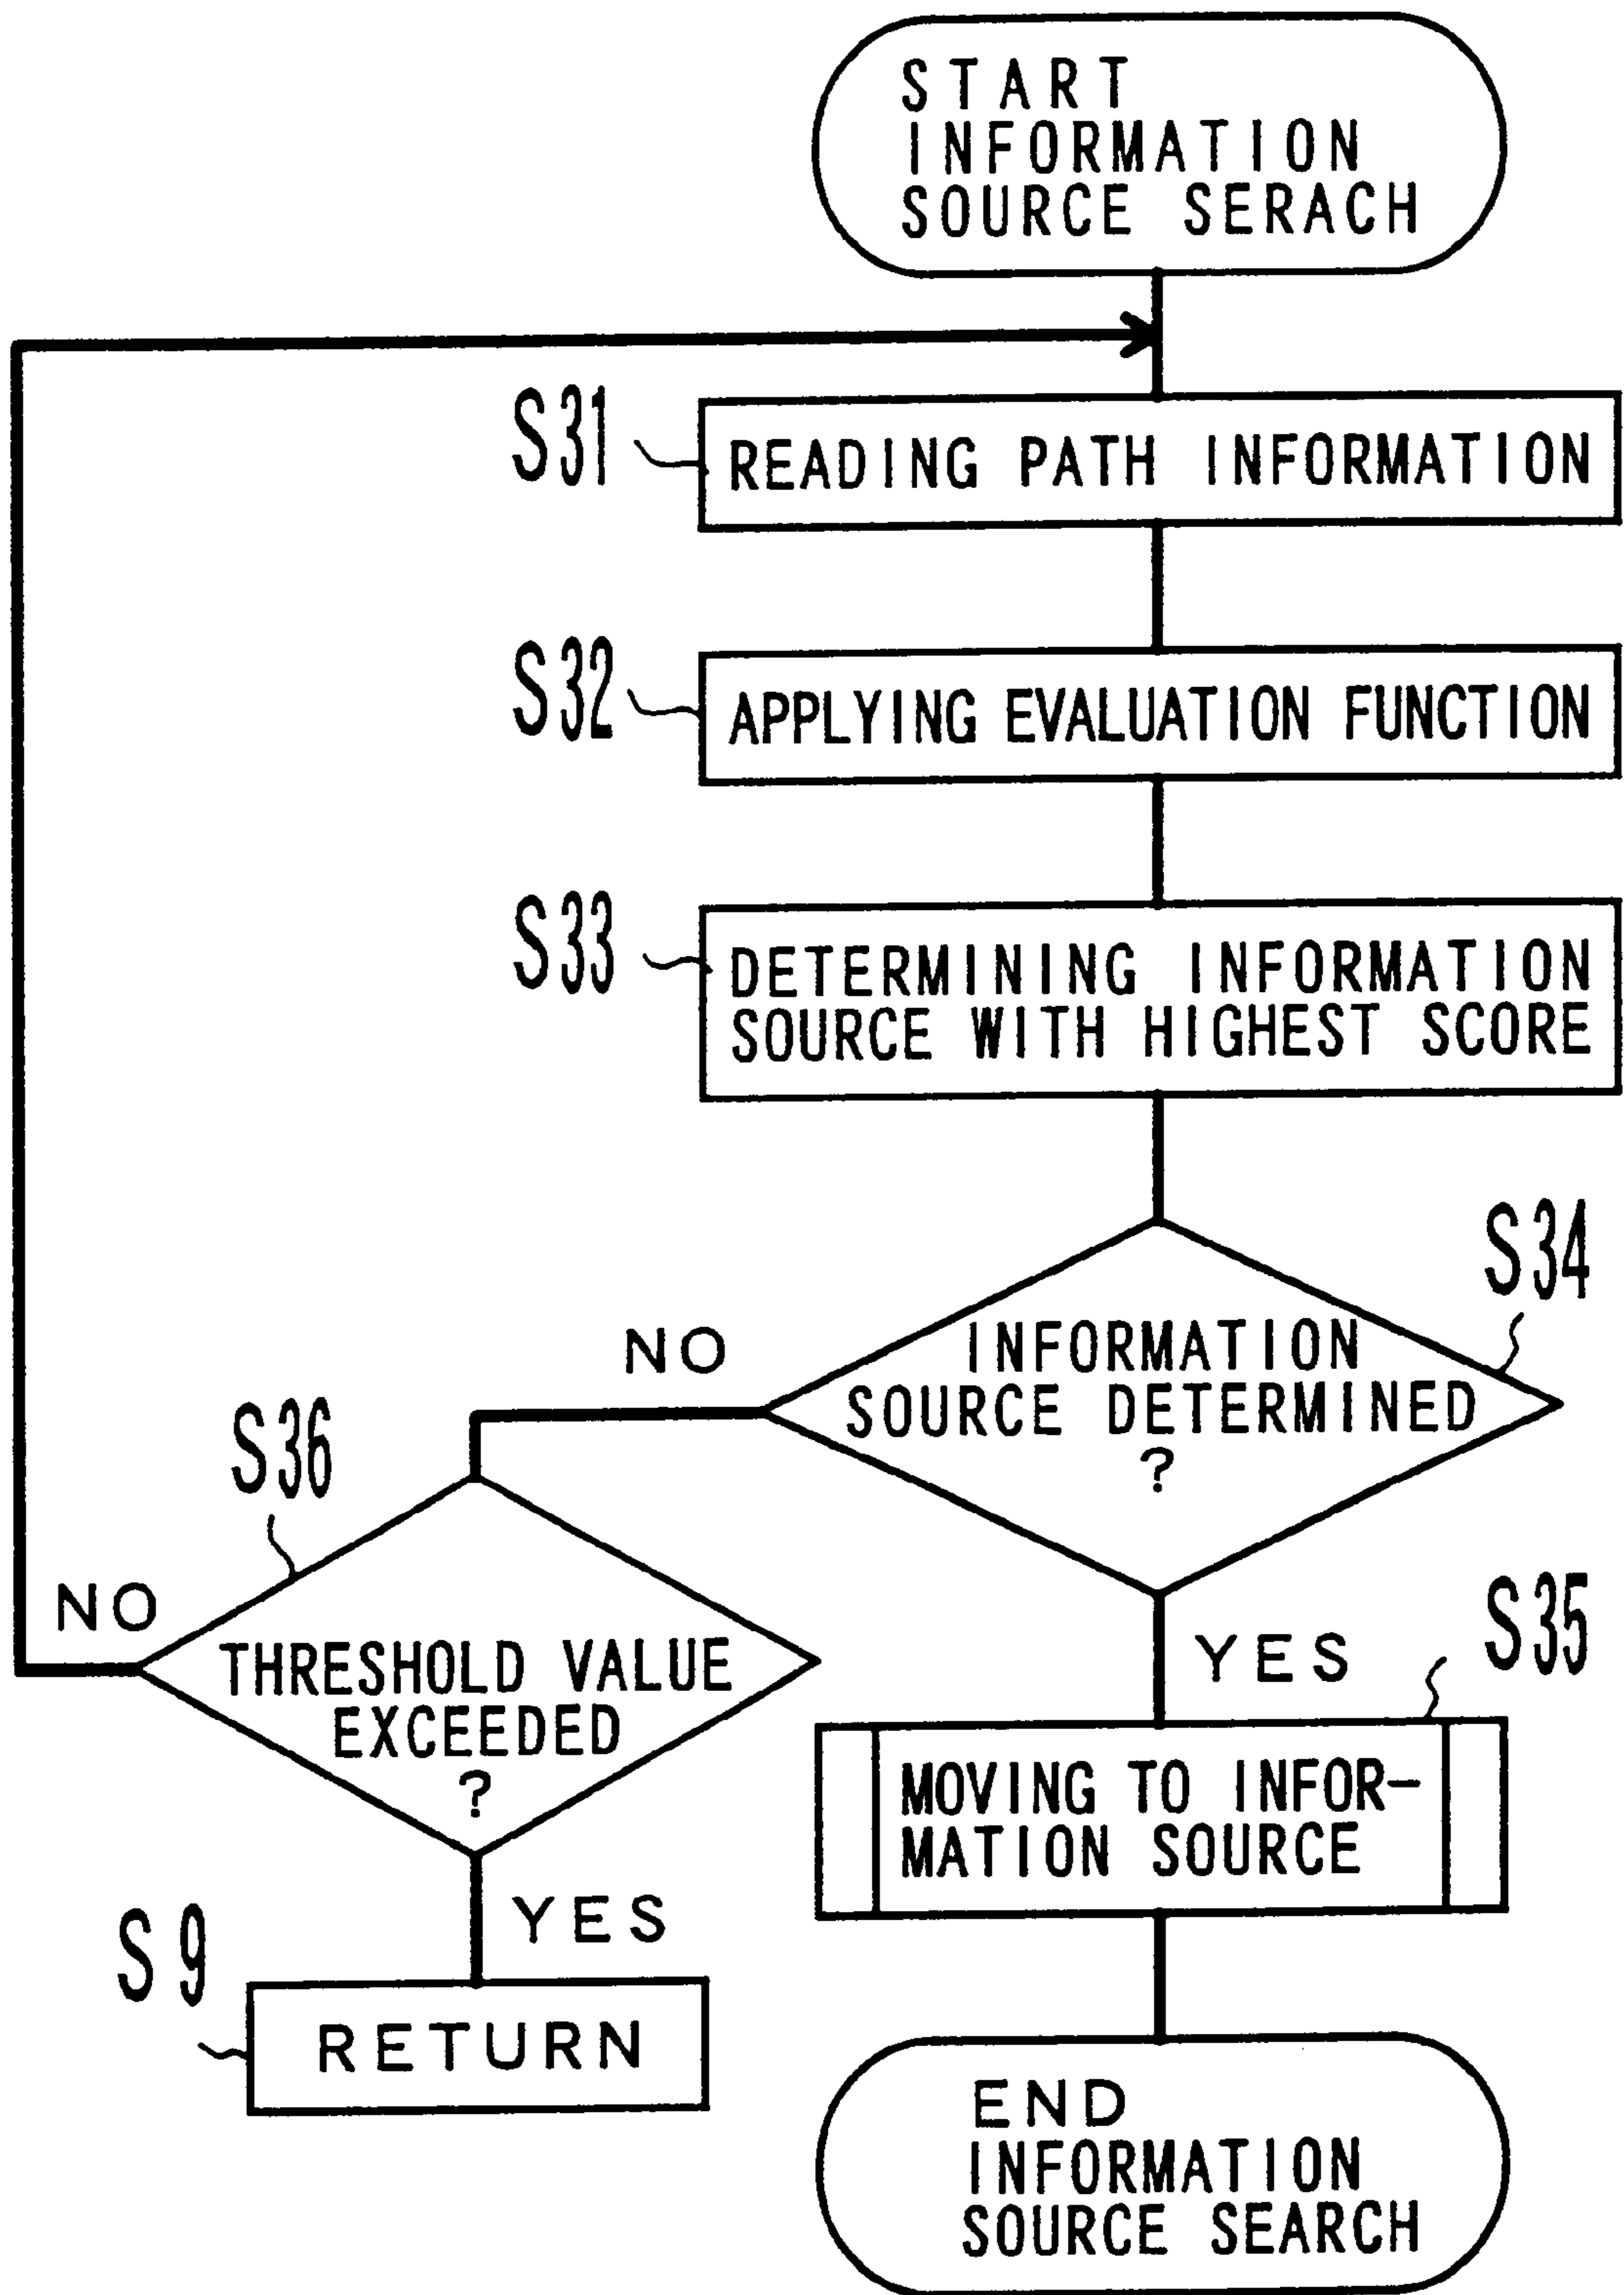 START
INFORMATION
SOURCE SERACH
S31
READING PATH INFORMATION
S32
APPLYING EVALUATION FUNCTION
S33
DETERMINING INFORMATION
SOURCE WITH HIGHEST SCORE
S34
INFORMATION
SOURCE DETERMINED
?
NO
S36
THRESHOLD VALUE
EXCEEDED
?
NO
YES
S35
MOVING TO INFOR-
MATION SOURCE
YES
S9
RETURN
END
INFORMATION
SOURCE SEARCH